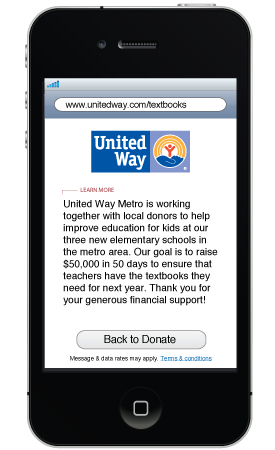 www.unitedway.com/textbooks
United
Way
®
LEARN MORE
United Way Metro is working
together with local donors to help
improve education for kids at our
three new elementary schools in
the metro area. Our goal is to raise
$50,000 in 50 days to ensure that
teachers have the textbooks they
need for next year. Thank you for
your generous financial support!
Back to Donate
Message & data rates may apply. Terms & conditions